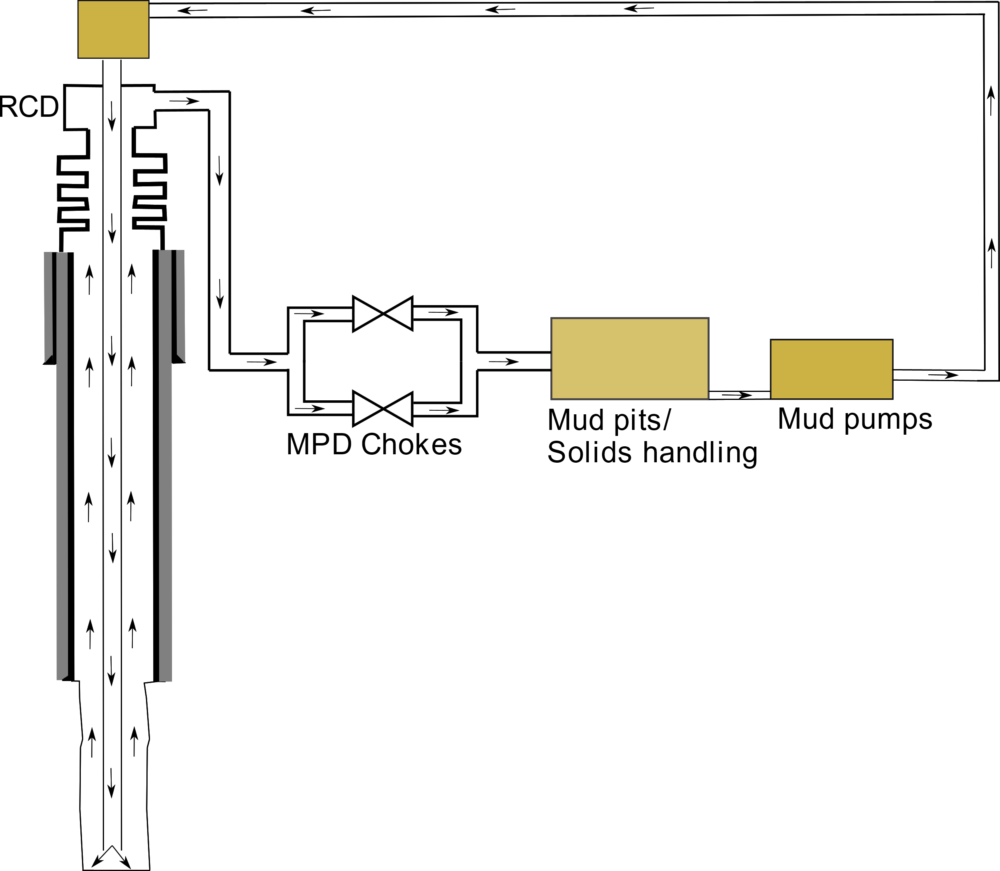 RCD
MPD Chokes
Mud pits/
Solids handling
Mud pumps